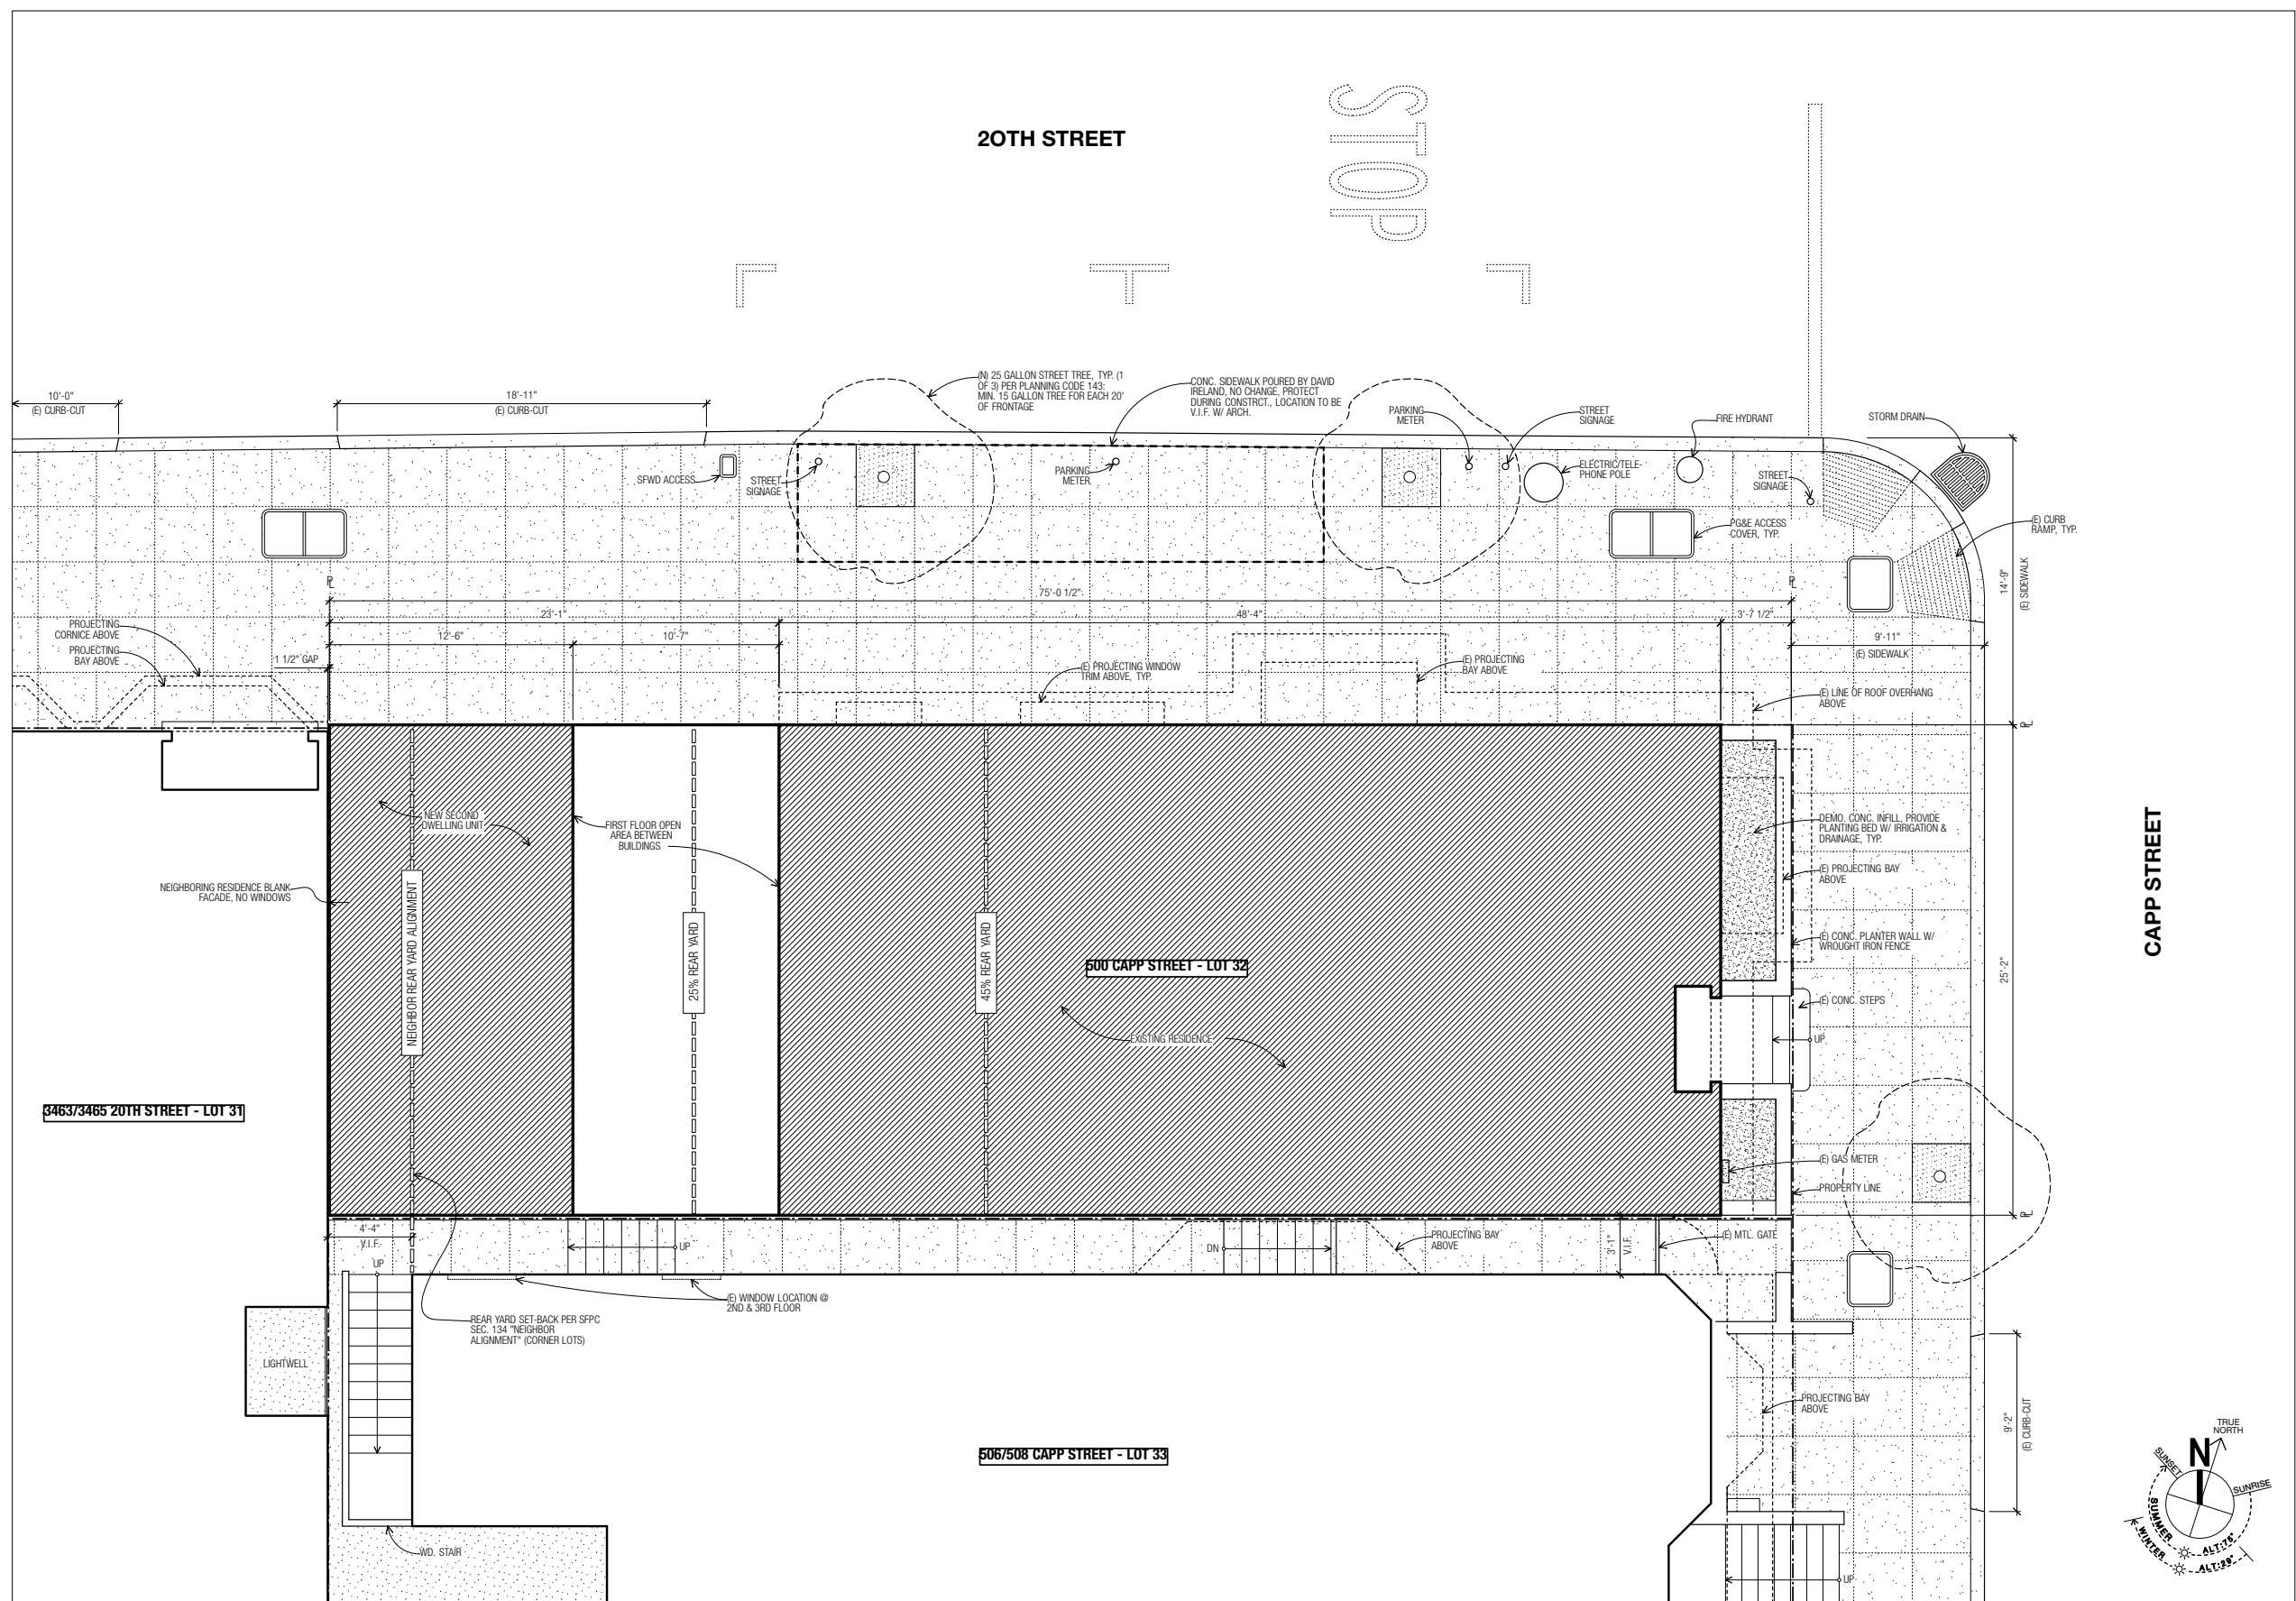 2OTH STREET
STOP
10'-0"
(E) CURB-CUT
18'-11"
(E) CURB-CUT
(N) 25 GALLON STREET TREE, TYP. (1
OF 3) PER PLANNING CODE 143:
MIN. 15 GALLON TREE FOR EACH 20'
OF FRONTAGE
CONC. SIDEWALK POURED BY DAVID
IRELAND, NO CHANGE, PROTECT
DURING CONSTRCT., LOCATION TO BE
V.I.F. W/ ARCH.
PARKING
METER
STREET
SIGNAGE
FIRE HYDRANT
STORM DRAIN
SFWD ACCESS
STREET
SIGNAGE
PARKING
METER
ELECTRIC/TELE-
PHONE POLE
STREET
SIGNAGE
PG&E ACCESS
COVER, TYP.
(E) CURB
RAMP, TYP.
14'-9"
(E) SIDEWALK
PL
PL
75'-0 1/2"
23'-1"
48'-4"
3'-7 1/2"
12'-6"
10'-7"
9'-11"
(E) SIDEWALK
PROJECTING
CORNICE ABOVE
PROJECTING
BAY ABOVE
1 1/2" GAP
(E) PROJECTING WINDOW
TRIM ABOVE, TYP.
(E) PROJECTING
BAY ABOVE
(E) LINE OF ROOF OVERHANG
ABOVE
PL
NEW SECOND
DWELLING UNIT
FIRST FLOOR OPEN
AREA BETWEEN
BUILDINGS
DEMO. CONC. INFILL, PROVIDE
PLANTING BED W/ IRRIGATION &
DRAINAGE, TYP.
(E) PROJECTING BAY
ABOVE
CAPP STREET
NEIGHBORING RESIDENCE BLANK
FACADE, NO WINDOWS
NEIGHBOR REAR YARD ALIGNMENT
25% REAR YARD
45% REAR YARD
500 CAPP STREET - LOT 32
(E) CONC. PLANTER WALL W/
WROUGHT IRON FENCE
25'-2"
(E) CONC. STEPS
EXISTING RESIDENCE
UP
3463/3465 20TH STREET - LOT 31
(E) GAS METER
PROPERTY LINE
PL
4'-4"
V.I.F.
UP
UP
DN
PROJECTING BAY
ABOVE
3'-1"
V.I.F.
(E) MTL. GATE
(E) WINDOW LOCATION @
2ND & 3RD FLOOR
REAR YARD SET-BACK PER SFPC
SEC. 134 "NEIGHBOR
ALIGNMENT" (CORNER LOTS)
LIGHTWELL
PROJECTING BAY
ABOVE
9'-2"
(E) CURB-CUT
506/508 CAPP STREET - LOT 33
WD. STAIR
UP
TRUE
NORTH
N
SUNSET
SUNRISE
SUMMER
WINTER
ALT:75°
ALT:29°